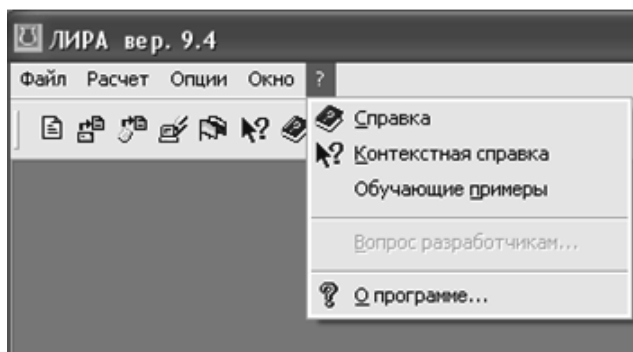 ЛИРА вер. 9.4
Файл Расчет Опции Окно ?
Справка
Контекстная справка
Обучающие примеры
Вопрос разработчикам...
О программе...